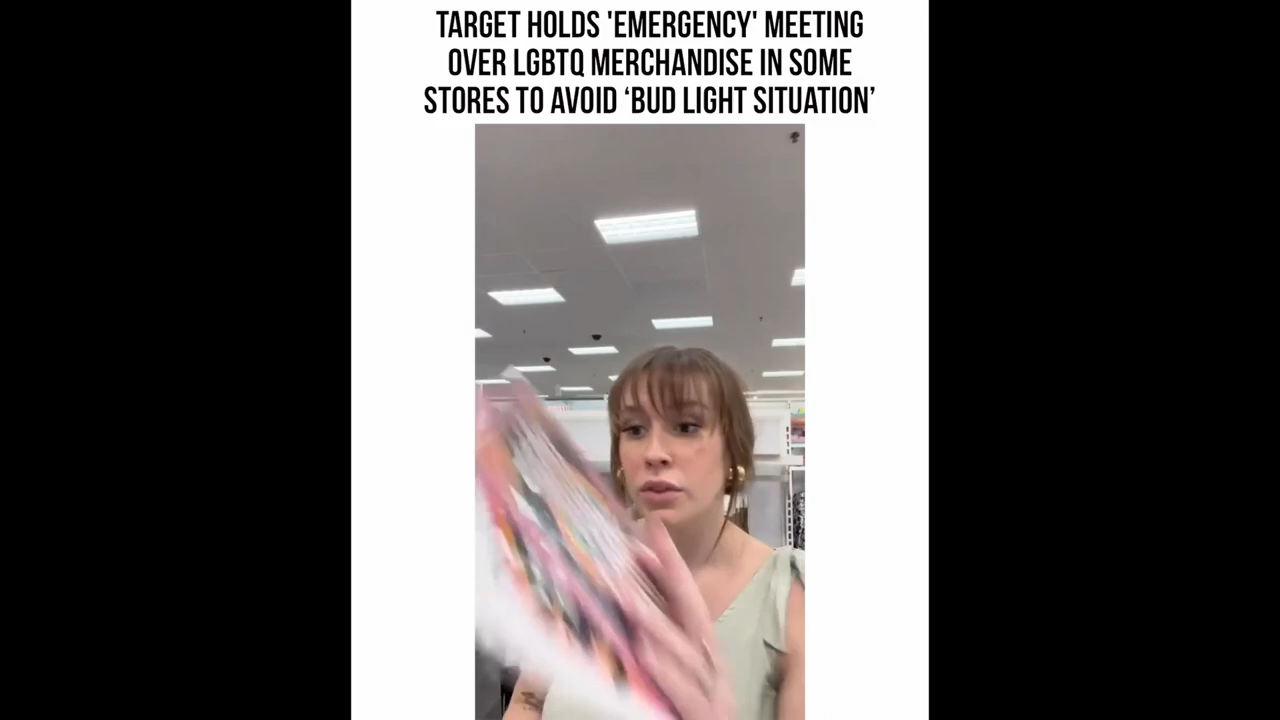 TARGET HOLDS 'EMERGENCY' MEETING
OVER LGBTQ MERCHANDISE IN SOME
STORES TO AVOID ‘BUD LIGHT SITUATION’